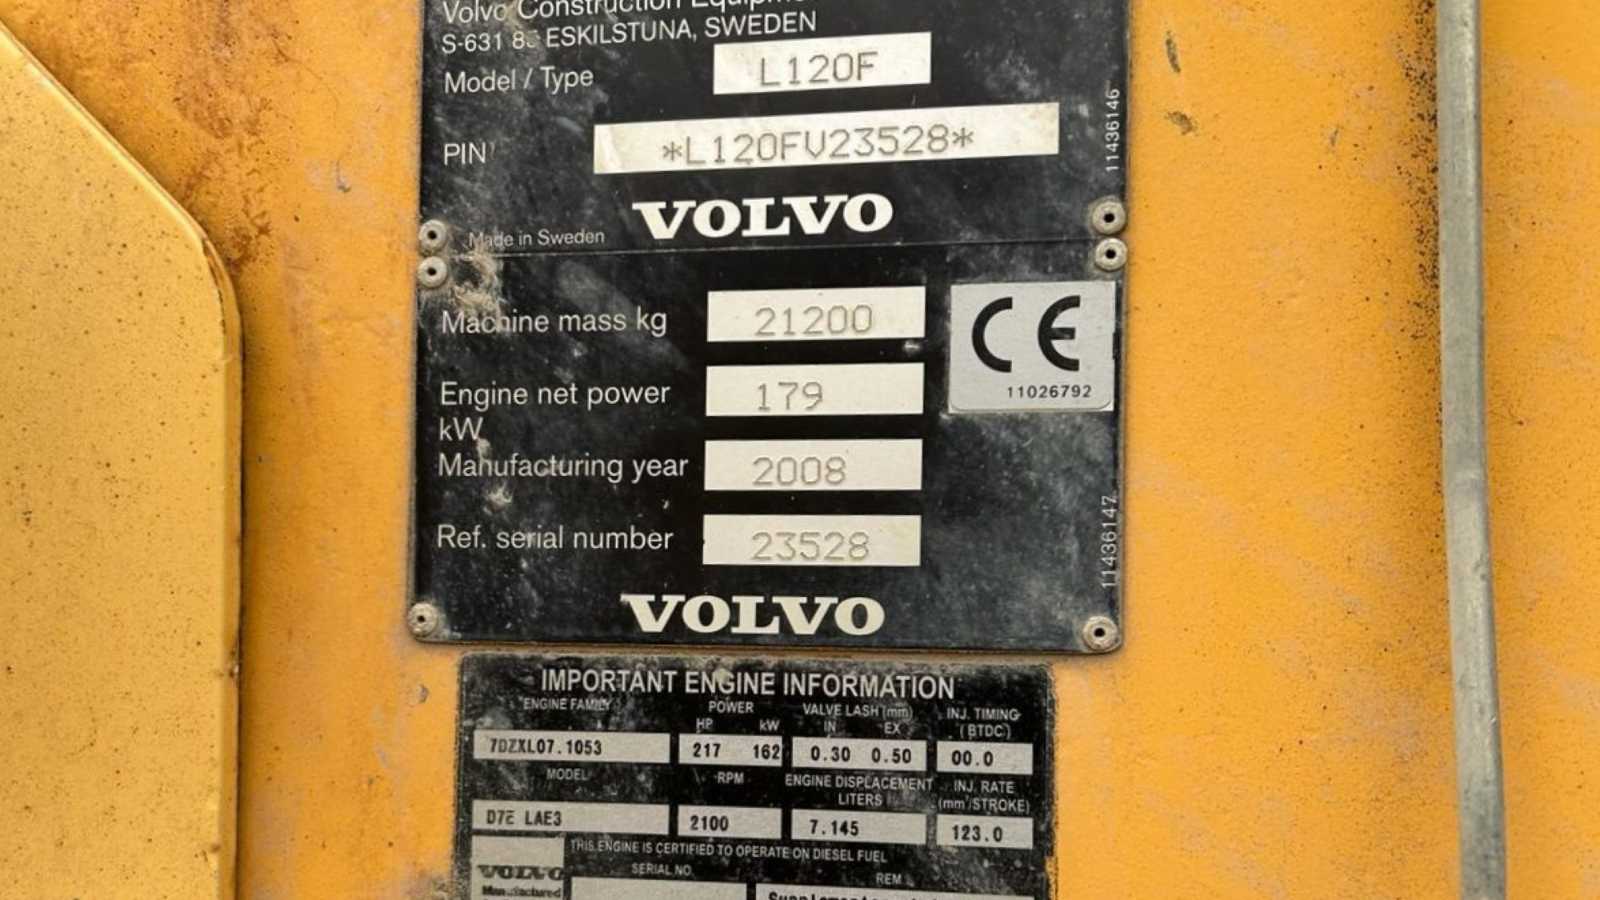 Volvo Construction
S-631 85 ESKILSTUNA, SWEDEN
Model / Type L120F
PIN *L120FV23528*
11436146
Made in Sweden VOLVO
Machine mass kg 21200
CE
11026792
Engine net power 179
kW
Manufacturing year 2008
Ref. serial number 23528
11436147
VOLVO
IMPORTANT ENGINE INFORMATION
ENGINE FAMILY POWER VALVE LASH (mm) INJ. TIMING
HP kW IN EX (BTDC)
7DZXL07.1053 217 162 0.30 0.50 00.0
MODEL RPM ENGINE DISPLACEMENT INJ. RATE
LITERS (mm³/STROKE)
D7E LAE3 2100 7.145 123.0
THIS ENGINE IS CERTIFIED TO OPERATE ON DIESEL FUEL
VOLVO SERIAL NO. REM
Manufactured